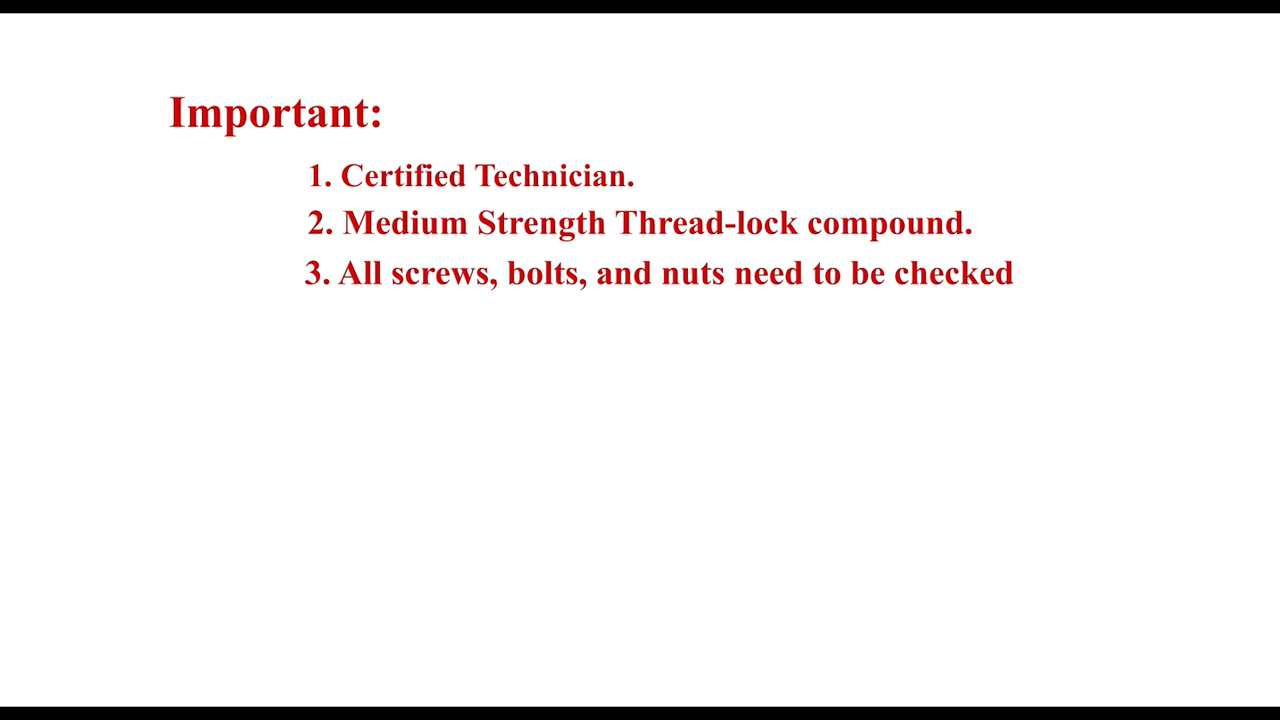 Important:
1. Certified Technician.
2. Medium Strength Thread-lock compound.
3. All screws, bolts, and nuts need to be checked